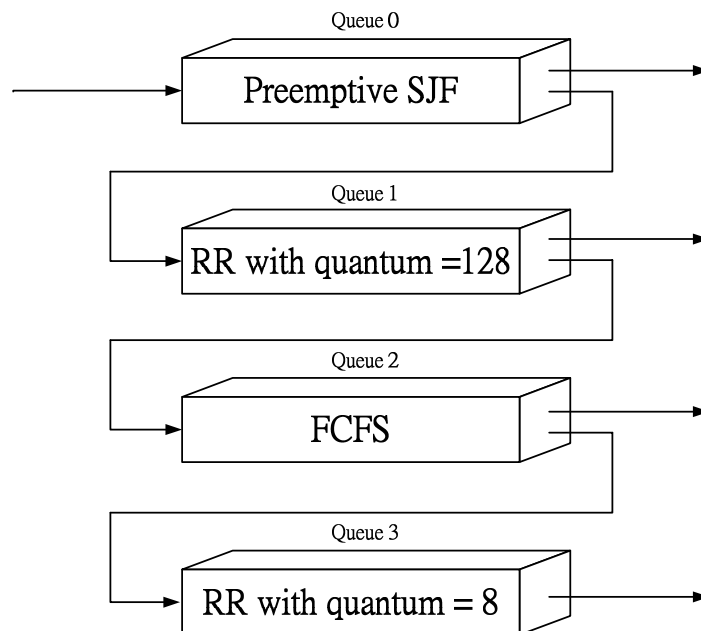 Queue 0
Preemptive SJF
Queue 1
RR with quantum =128
Queue 2
FCFS
Queue 3
RR with quantum = 8